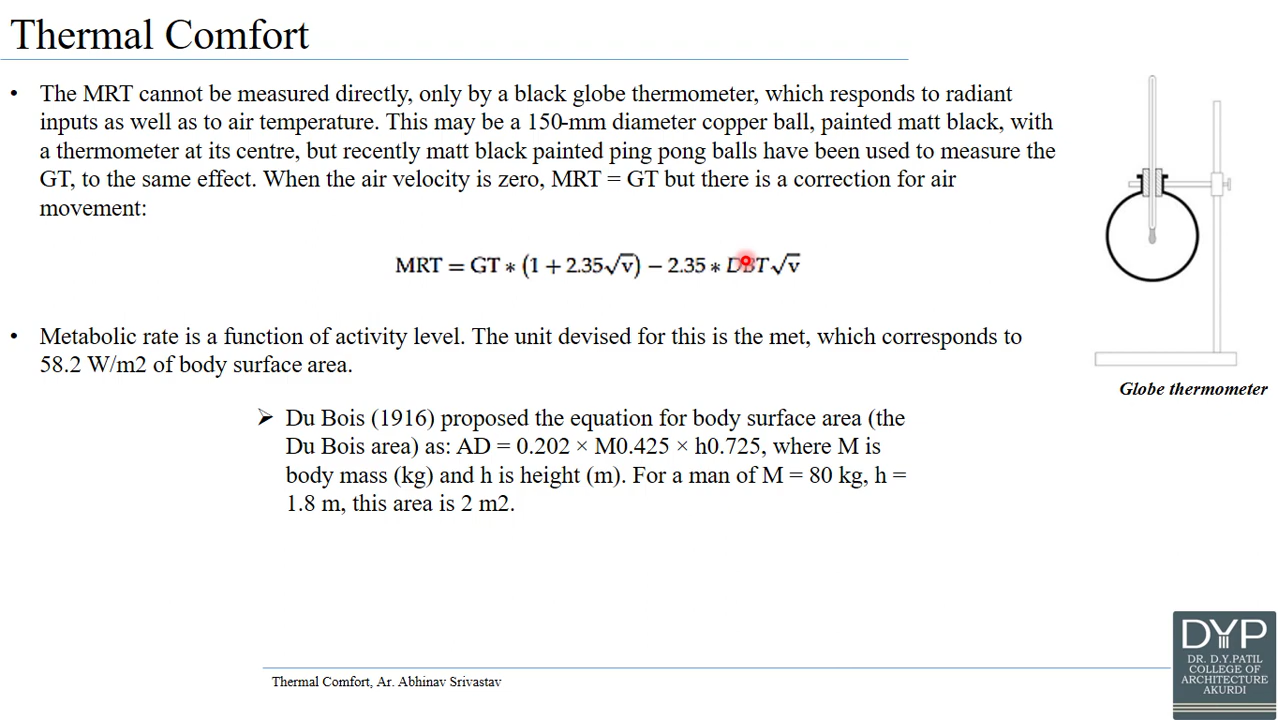 Thermal Comfort
• The MRT cannot be measured directly, only by a black globe thermometer, which responds to radiant
inputs as well as to air temperature. This may be a 150-mm diameter copper ball, painted matt black, with
a thermometer at its centre, but recently matt black painted ping pong balls have been used to measure the
GT, to the same effect. When the air velocity is zero, MRT = GT but there is a correction for air
movement:
MRT = GT * (1 + 2.35√v) − 2.35 * DBT√v
• Metabolic rate is a function of activity level. The unit devised for this is the met, which corresponds to
58.2 W/m2 of body surface area.
Globe thermometer
➢ Du Bois (1916) proposed the equation for body surface area (the
Du Bois area) as: AD = 0.202 × M0.425 × h0.725, where M is
body mass (kg) and h is height (m). For a man of M = 80 kg, h =
1.8 m, this area is 2 m2.
Thermal Comfort, Ar. Abhinav Srivastav
DYP
DR. D.Y.PATIL
COLLEGE OF
ARCHITECTURE
AKURDI